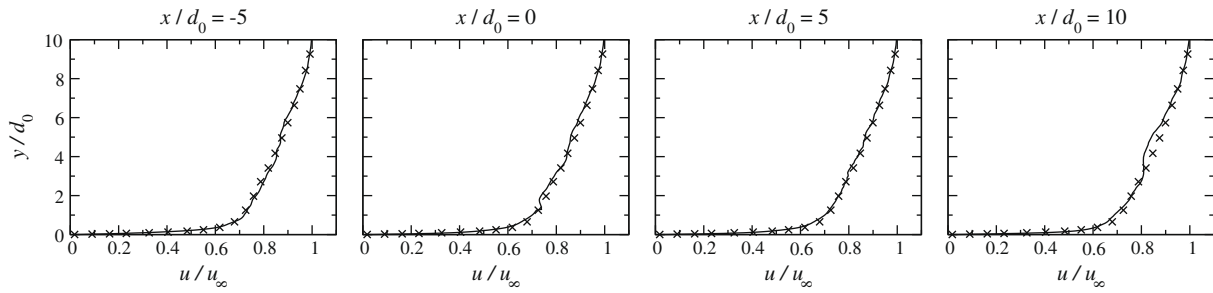 x / d0 = -5
x / d0 = 0
x / d0 = 5
x / d0 = 10
y / d0
10
8
6
4
2
0
0 0.2 0.4 0.6 0.8 1
0 0.2 0.4 0.6 0.8 1
0 0.2 0.4 0.6 0.8 1
0 0.2 0.4 0.6 0.8 1
u / u∞
u / u∞
u / u∞
u / u∞